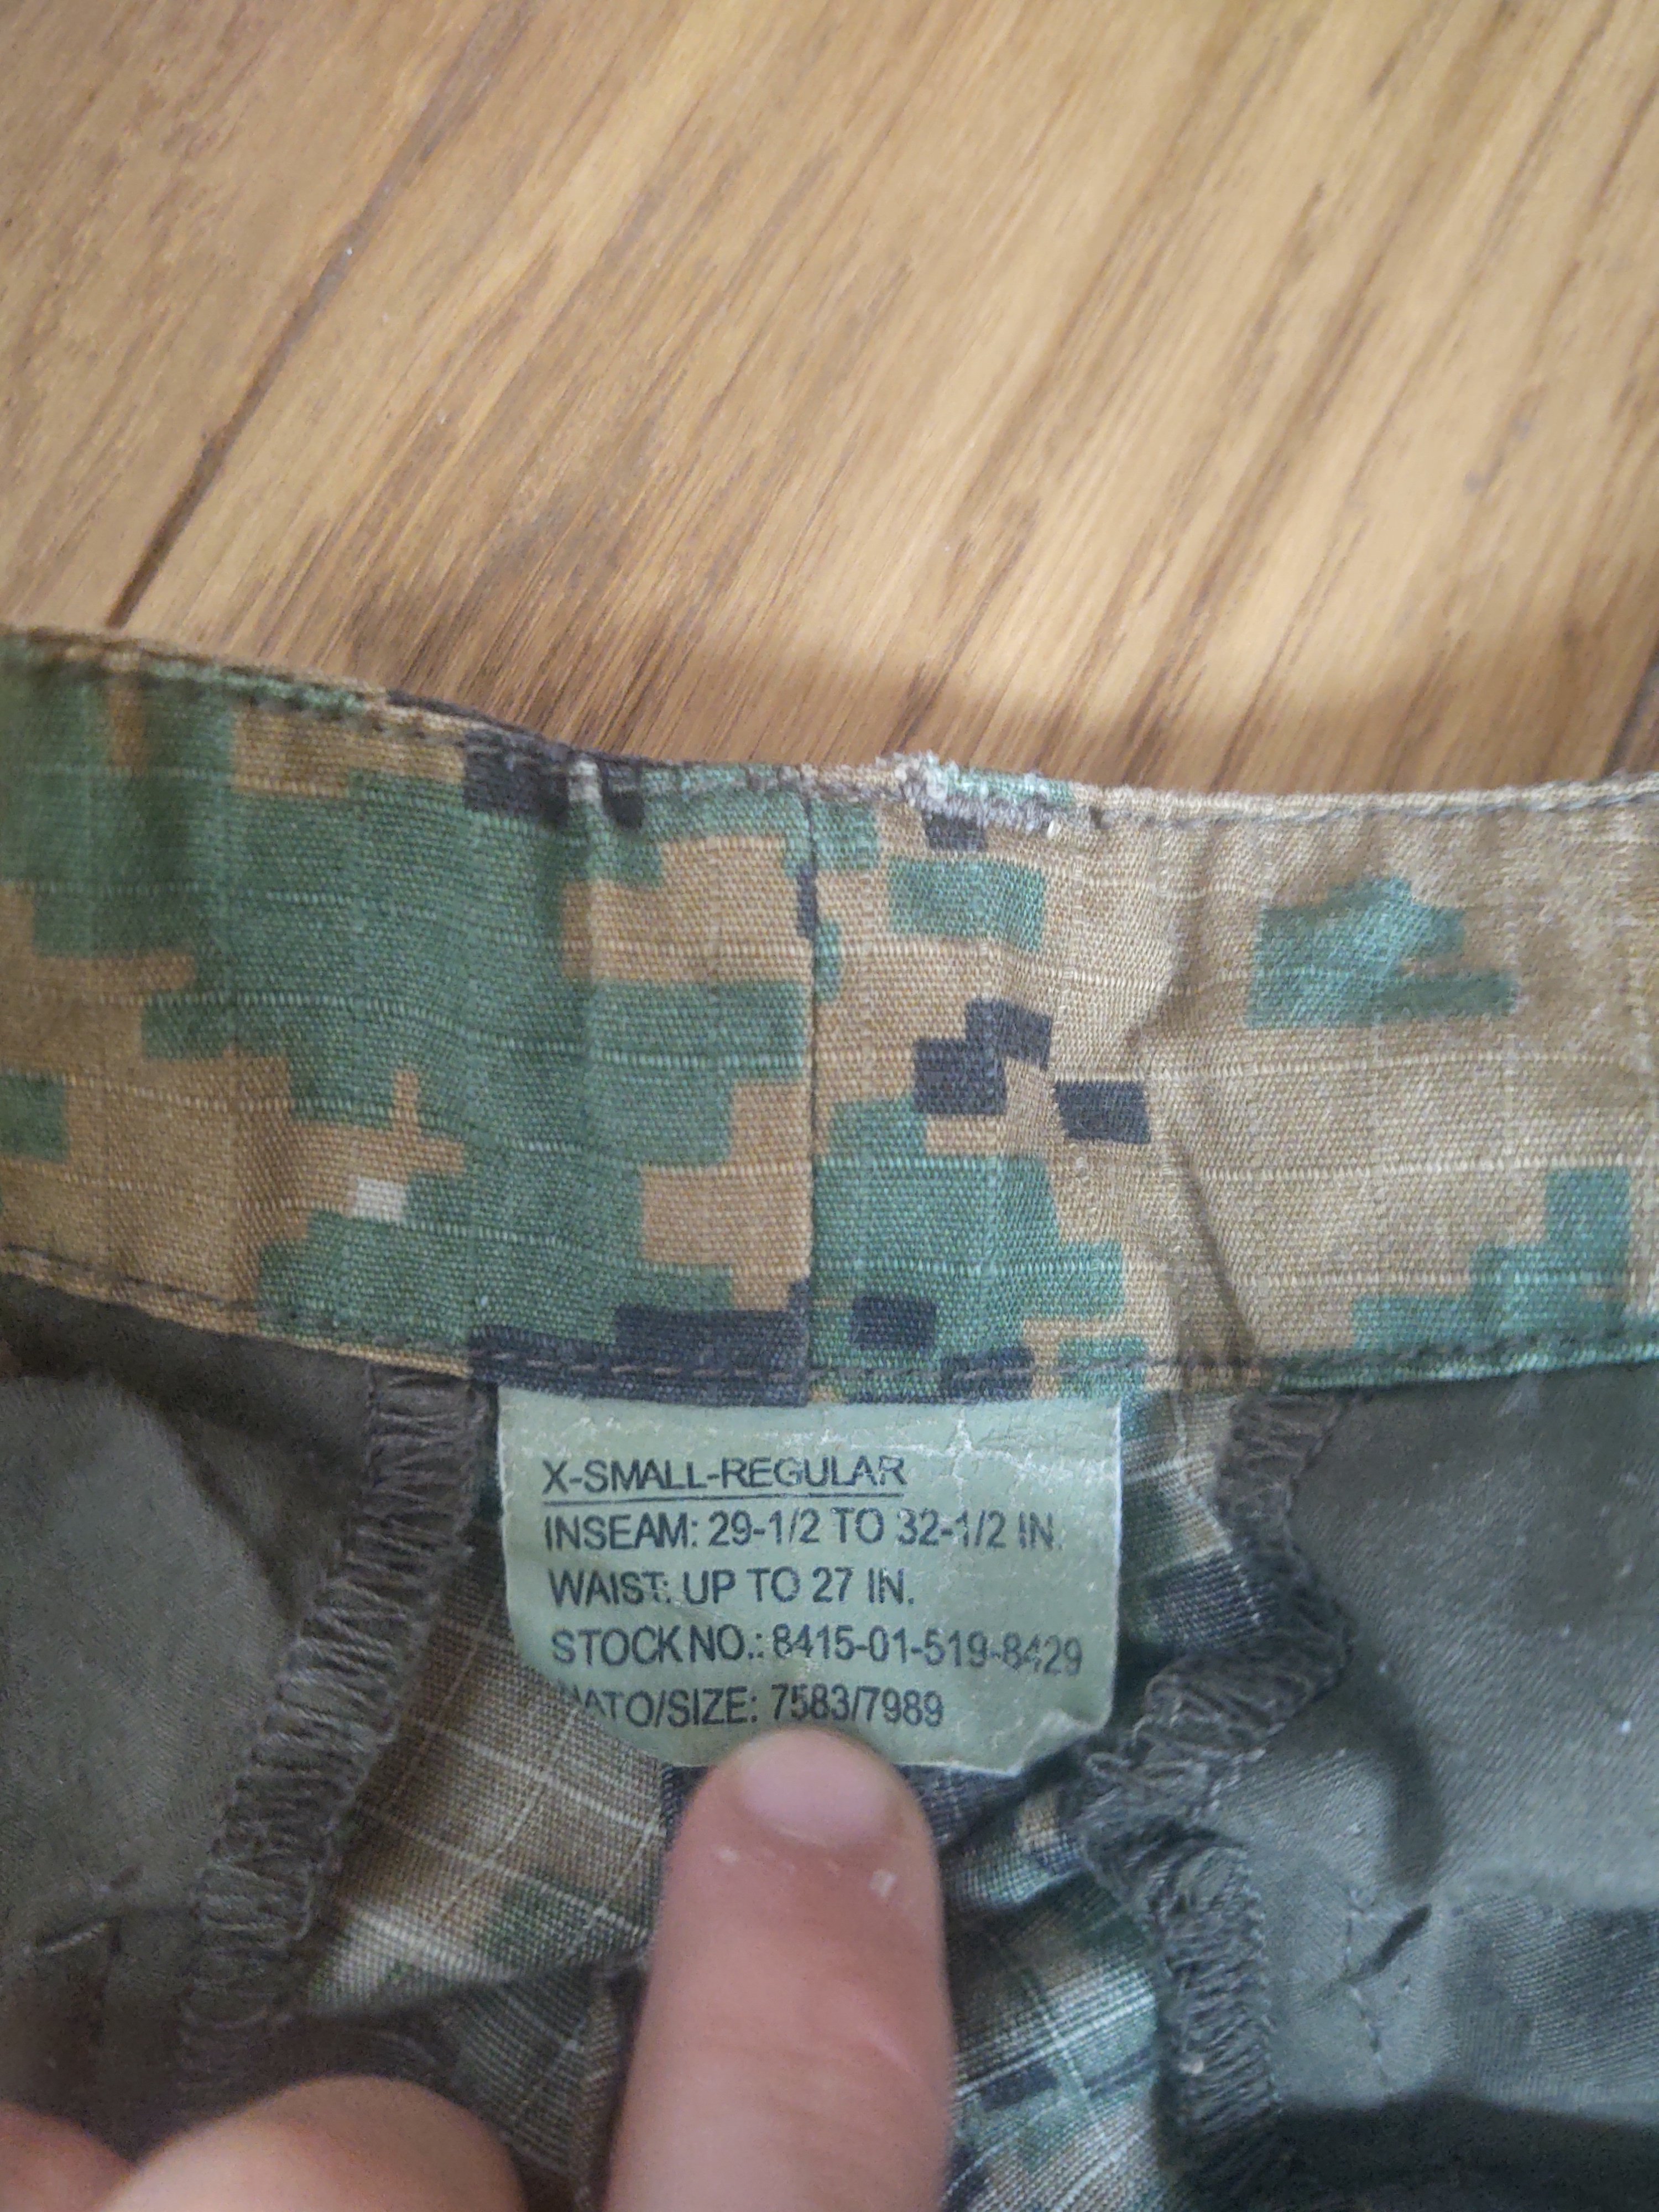 X-SMALL-REGULAR
INSEAM: 29-1/2 TO 32-1/2 IN.
WAIST: UP TO 27 IN.
STOCK NO.: 8415-01-519-8429
NATO/SIZE: 7583/7989